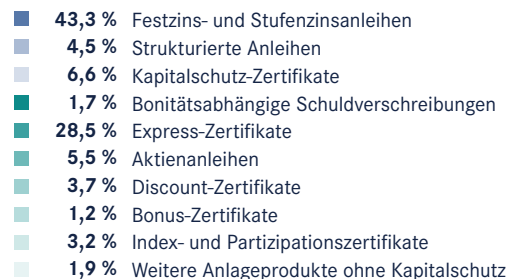 43,3 % Festzins- und Stufenzinsanleihen
4,5 % Strukturierte Anleihen
6,6 % Kapitalschutz-Zertifikate
1,7 % Bonitätsabhängige Schuldverschreibungen
28,5 % Express-Zertifikate
5,5 % Aktienanleihen
3,7 % Discount-Zertifikate
1,2 % Bonus-Zertifikate
3,2 % Index- und Partizipationszertifikate
1,9 % Weitere Anlageprodukte ohne Kapitalschutz